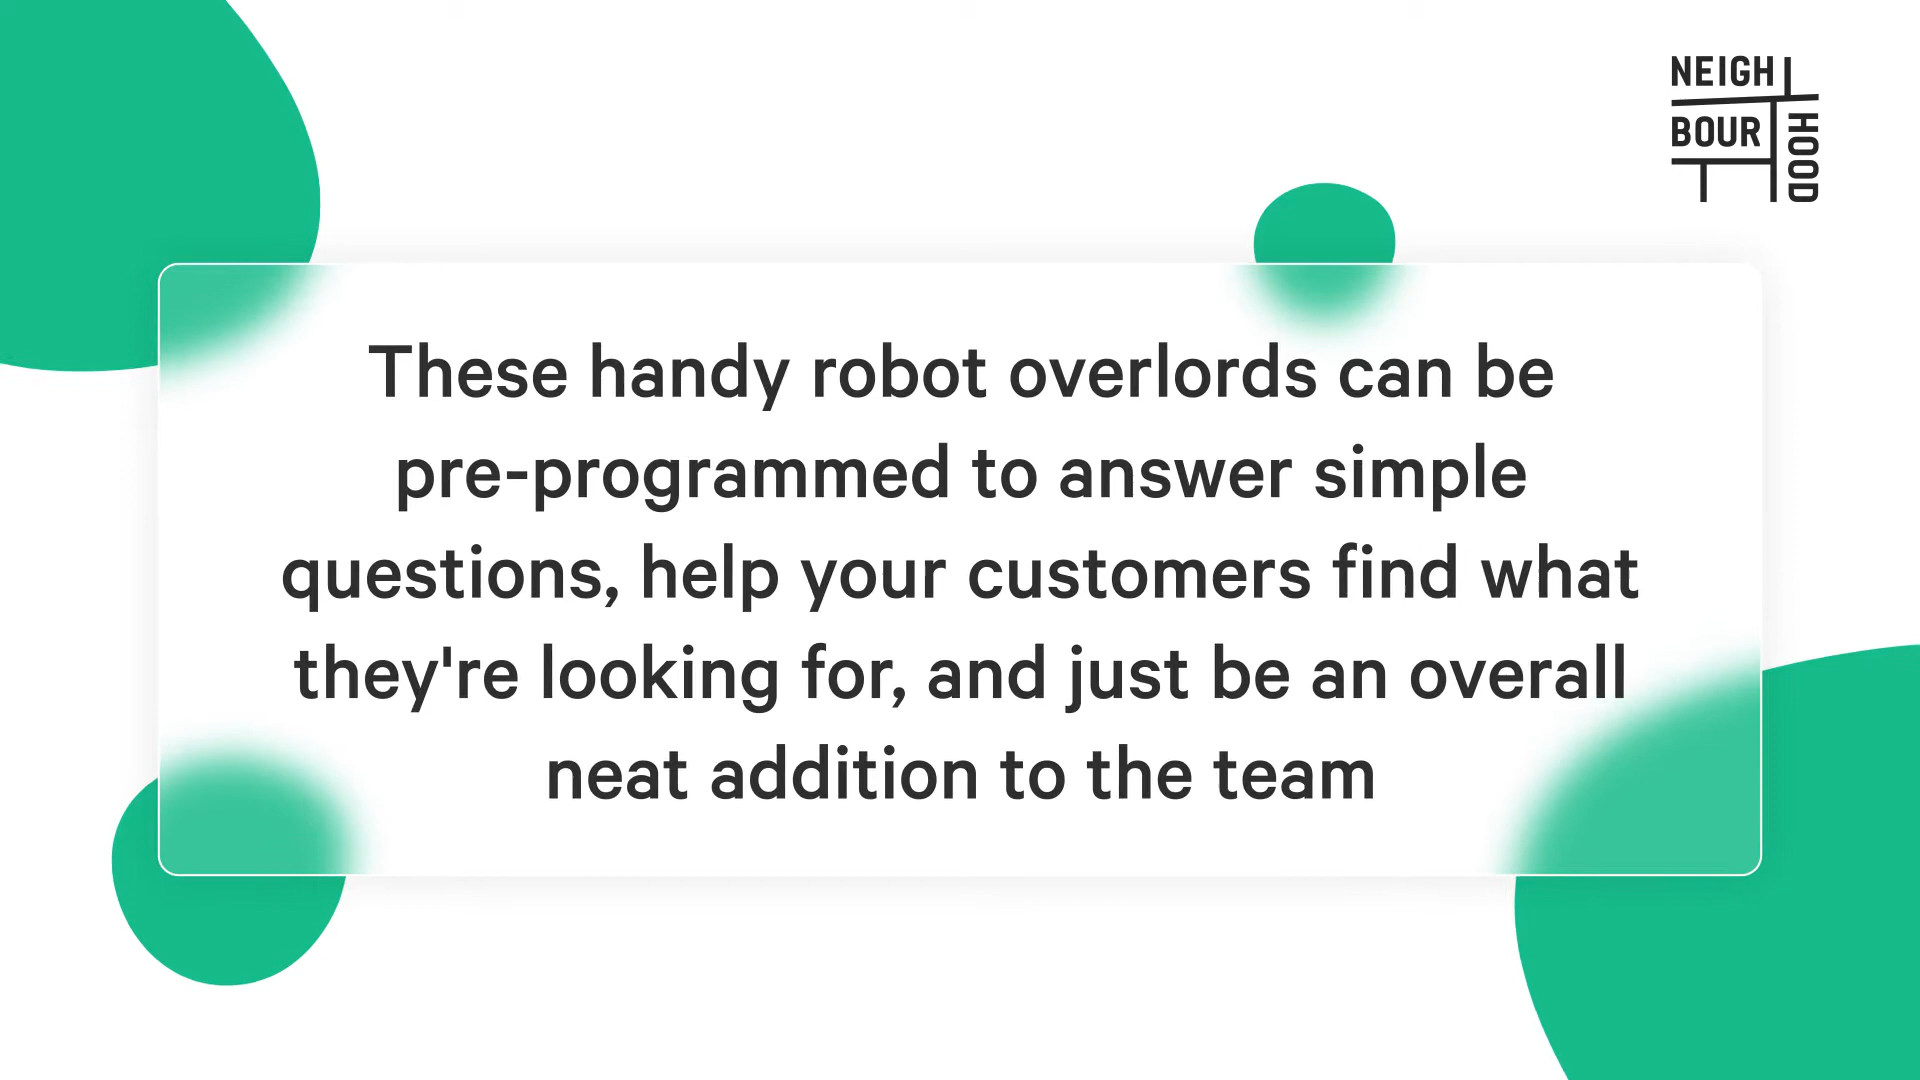 NEIGH
BOUR
HOOD
These handy robot overlords can be
pre-programmed to answer simple
questions, help your customers find what
they're looking for, and just be an overall
neat addition to the team